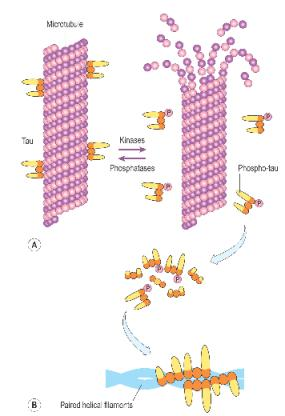 Microtubule
Tau
Kinases
Phosphatases
P
P
P
P
Phospho-tau
P
A
P
P
P
B
Paired helical filaments